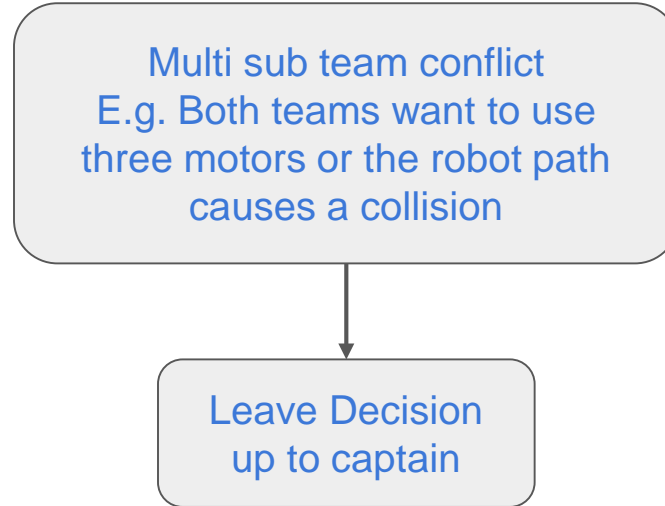 Multi sub team conflict
E.g. Both teams want to use
three motors or the robot path
causes a collision
Leave Decision
up to captain